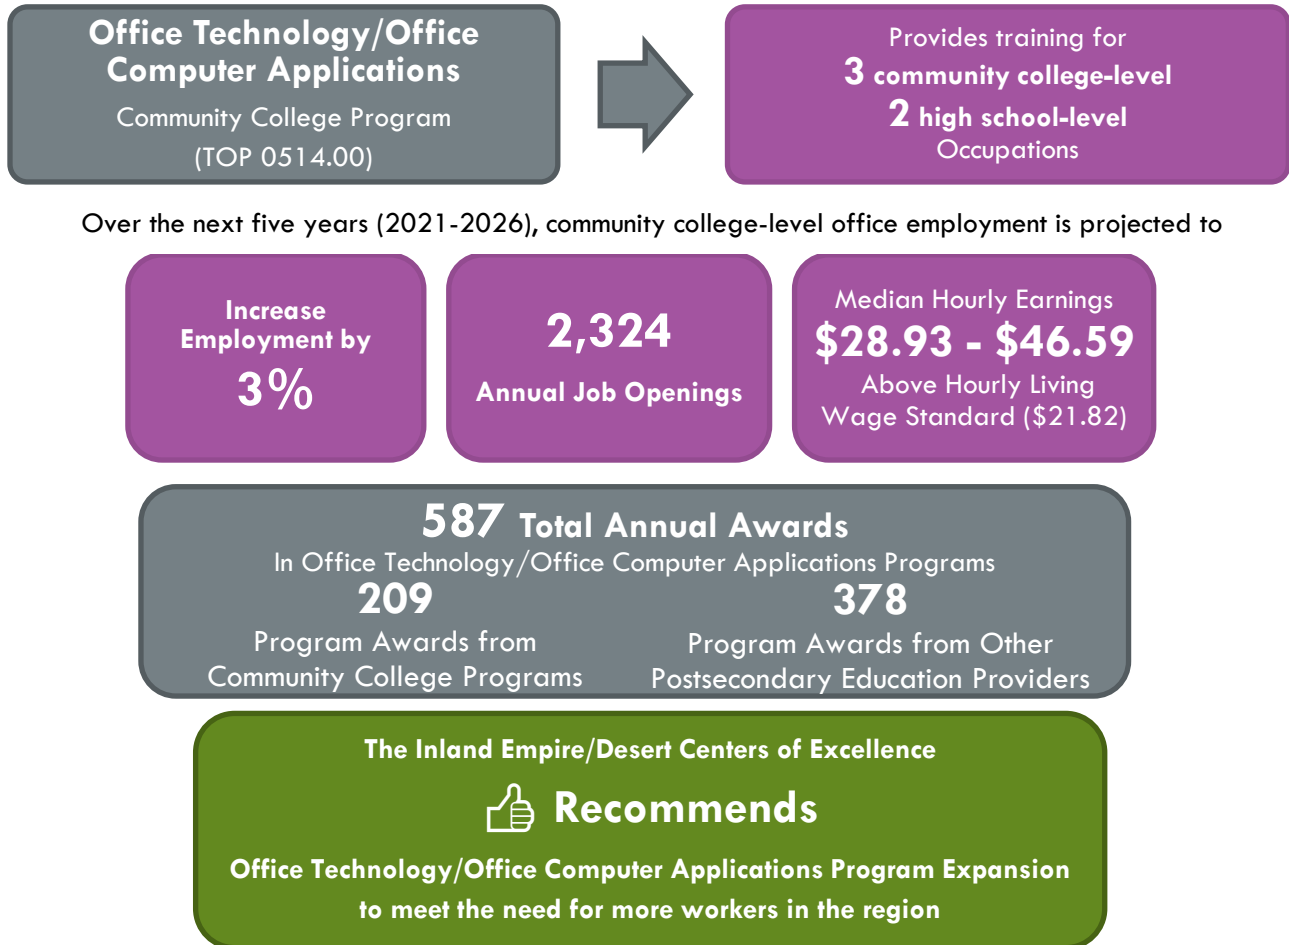 Office Technology/Office
Computer Applications
Community College Program
(TOP 0514.00)
Provides training for
3 community college-level
2 high school-level
Occupations
Over the next five years (2021-2026), community college-level office employment is projected to
Increase
Employment by
3%
2,324
Annual Job Openings
Median Hourly Earnings
$28.93 - $46.59
Above Hourly Living
Wage Standard ($21.82)
587 Total Annual Awards
In Office Technology/Office Computer Applications Programs
209
Program Awards from
Community College Programs
378
Program Awards from Other
Postsecondary Education Providers
The Inland Empire/Desert Centers of Excellence
Recommends
Office Technology/Office Computer Applications Program Expansion
to meet the need for more workers in the region